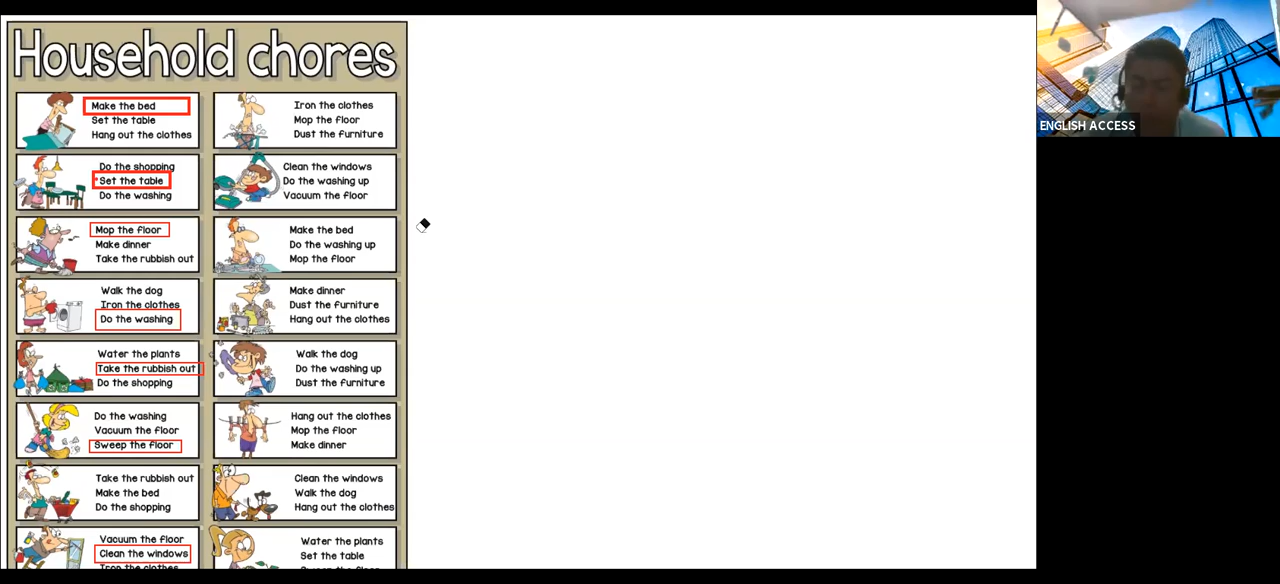 Household chores
Make the bed
Set the table
Hang out the clothes
Do the shopping
Set the table
Do the washing
Mop the floor
Make dinner
Take the rubbish out
Walk the dog
Iron the clothes
Do the washing
Water the plants
Take the rubbish out
Do the shopping
Do the washing
Vacuum the floor
Sweep the floor
Take the rubbish out
Make the bed
Do the shopping
Vacuum the floor
Clean the windows
Iron the clothes
Iron the clothes
Mop the floor
Dust the furniture
Clean the windows
Do the washing up
Vacuum the floor
Make the bed
Do the washing up
Mop the floor
Make dinner
Dust the furniture
Hang out the clothes
Walk the dog
Do the washing up
Dust the furniture
Hang out the clothes
Mop the floor
Make dinner
Clean the windows
Walk the dog
Hang out the clothes
Water the plants
Set the table
Sweep the floor
ENGLISH ACCESS